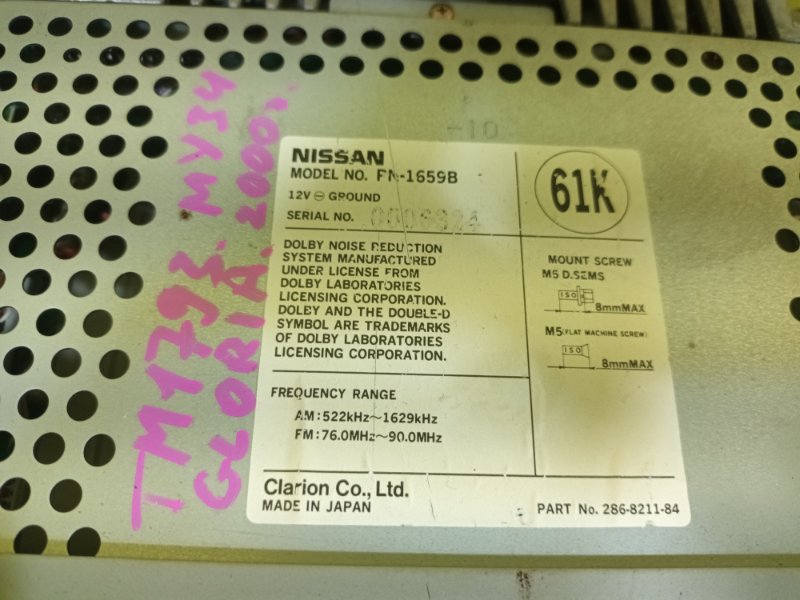 -10
NISSAN
MODEL NO. PN-1659B
12V ⊖ GROUND
SERIAL NO.
61K
DOLBY NOISE REDUCTION
SYSTEM MANUFACTURED
UNDER LICENSE FROM
DOLBY LABORATORIES
LICENSING CORPORATION.
DOLBY AND THE DOUBLE-D
SYMBOL ARE TRADEMARKS
OF DOLBY LABORATORIES
LICENSING CORPORATION.
MOUNT SCREW
M5 D.SEMS
ISO
8mmMAX
M5(FLAT MACHINE SCREW)
ISO
8mmMAX
FREQUENCY RANGE
AM:522kHz~1629kHz
FM:76.0MHz~90.0MHz
Clarion Co., Ltd.
MADE IN JAPAN
PART No. 286-8211-84
TM1793. MY34
GLORIA. 2000